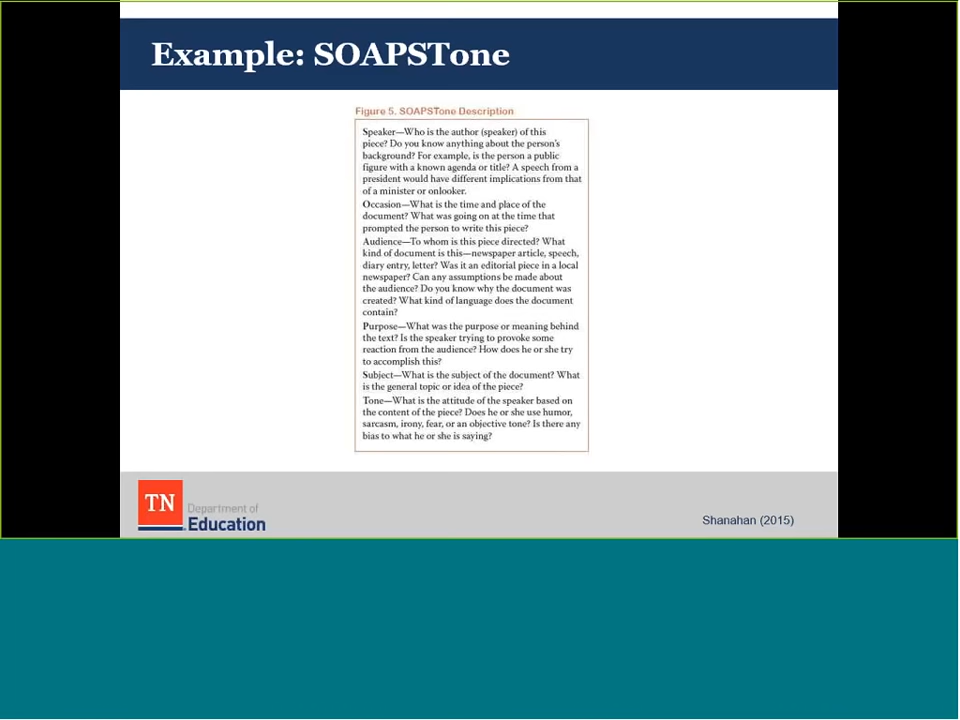 Example: SOAPSTone
Figure 5. SOAPSTone Description
Speaker—Who is the author (speaker) of this
piece? Do you know anything about the person's
background? For example, is the person a public
figure with a known agenda or title? A speech from a
president would have different implications from that
of a minister or onlooker.
Occasion—What is the time and place of the
document? What was going on at the time that
prompted the person to write this piece?
Audience—To whom is this piece directed? What
kind of document is this—newspaper article, speech,
diary entry, letter? Was it an editorial piece in a local
newspaper? Can any assumptions be made about
the audience? Do you know why the document was
created? What kind of language does the document
contain?
Purpose—What was the purpose or meaning behind
the text? Is the speaker trying to provoke some
reaction from the audience? How does he or she try
to accomplish this?
Subject—What is the subject of the document? What
is the general topic or idea of the piece?
Tone—What is the attitude of the speaker based on
the content of the piece? Does he or she use humor,
sarcasm, irony, fear, or an objective tone? Is there any
bias to what he or she is saying?
TN
Department of
Education
Shanahan (2015)